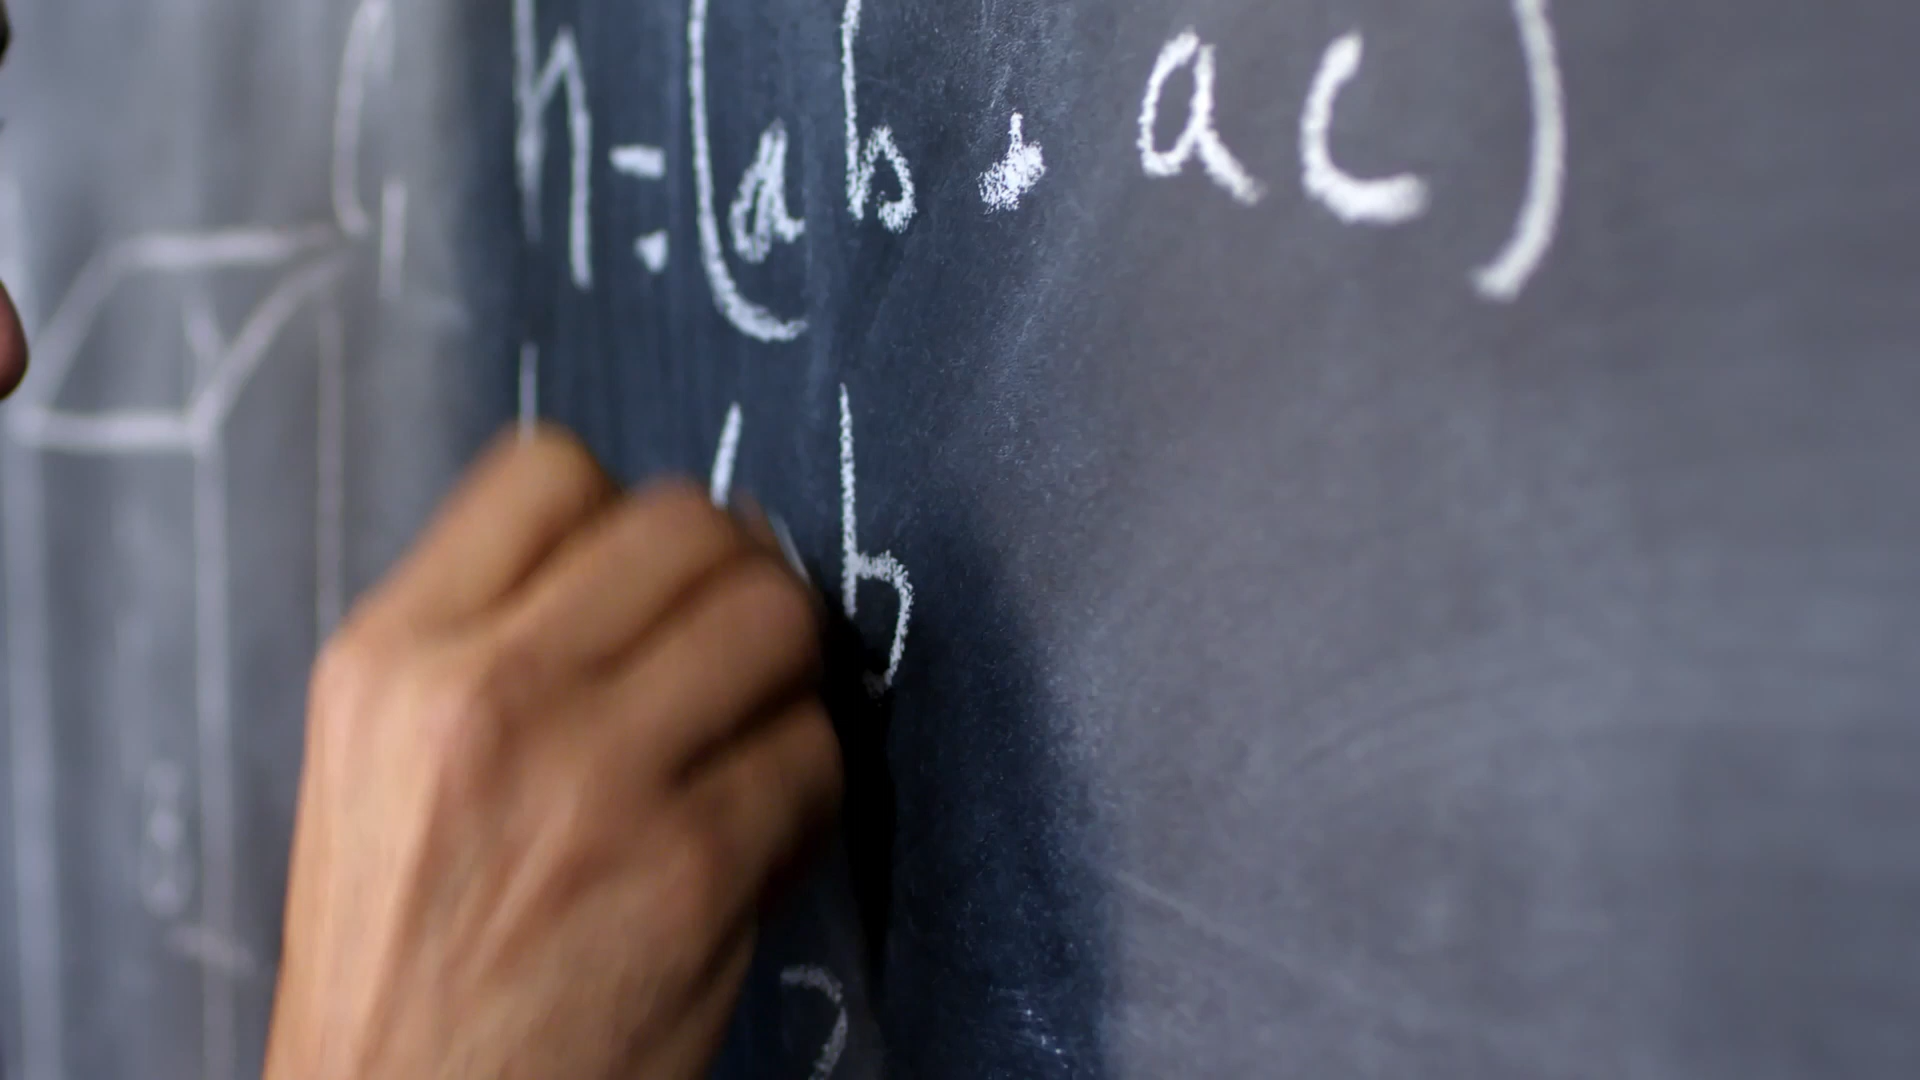 h = (ab . ac)
b